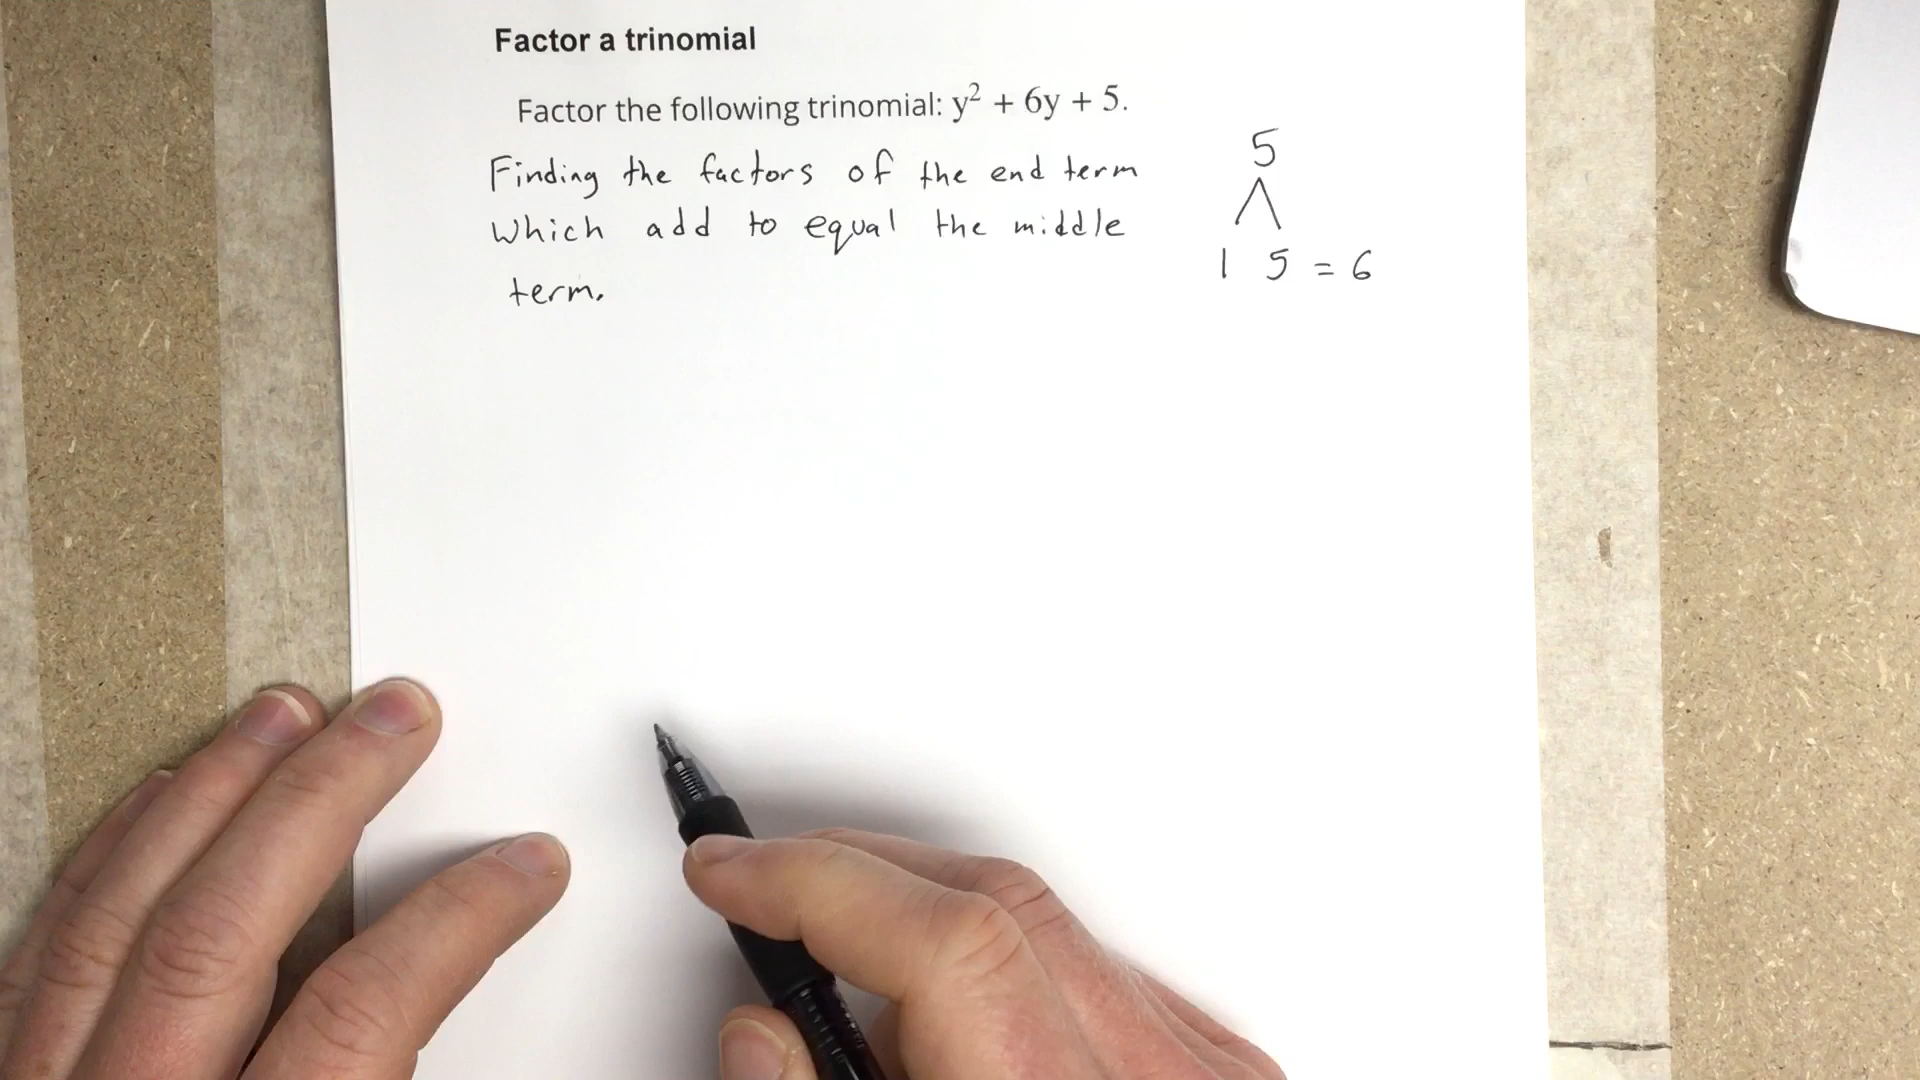 Factor a trinomial
Factor the following trinomial: y² + 6y + 5.
Finding the factors of the end term
which add to equal the middle
term.
5
1 5 = 6